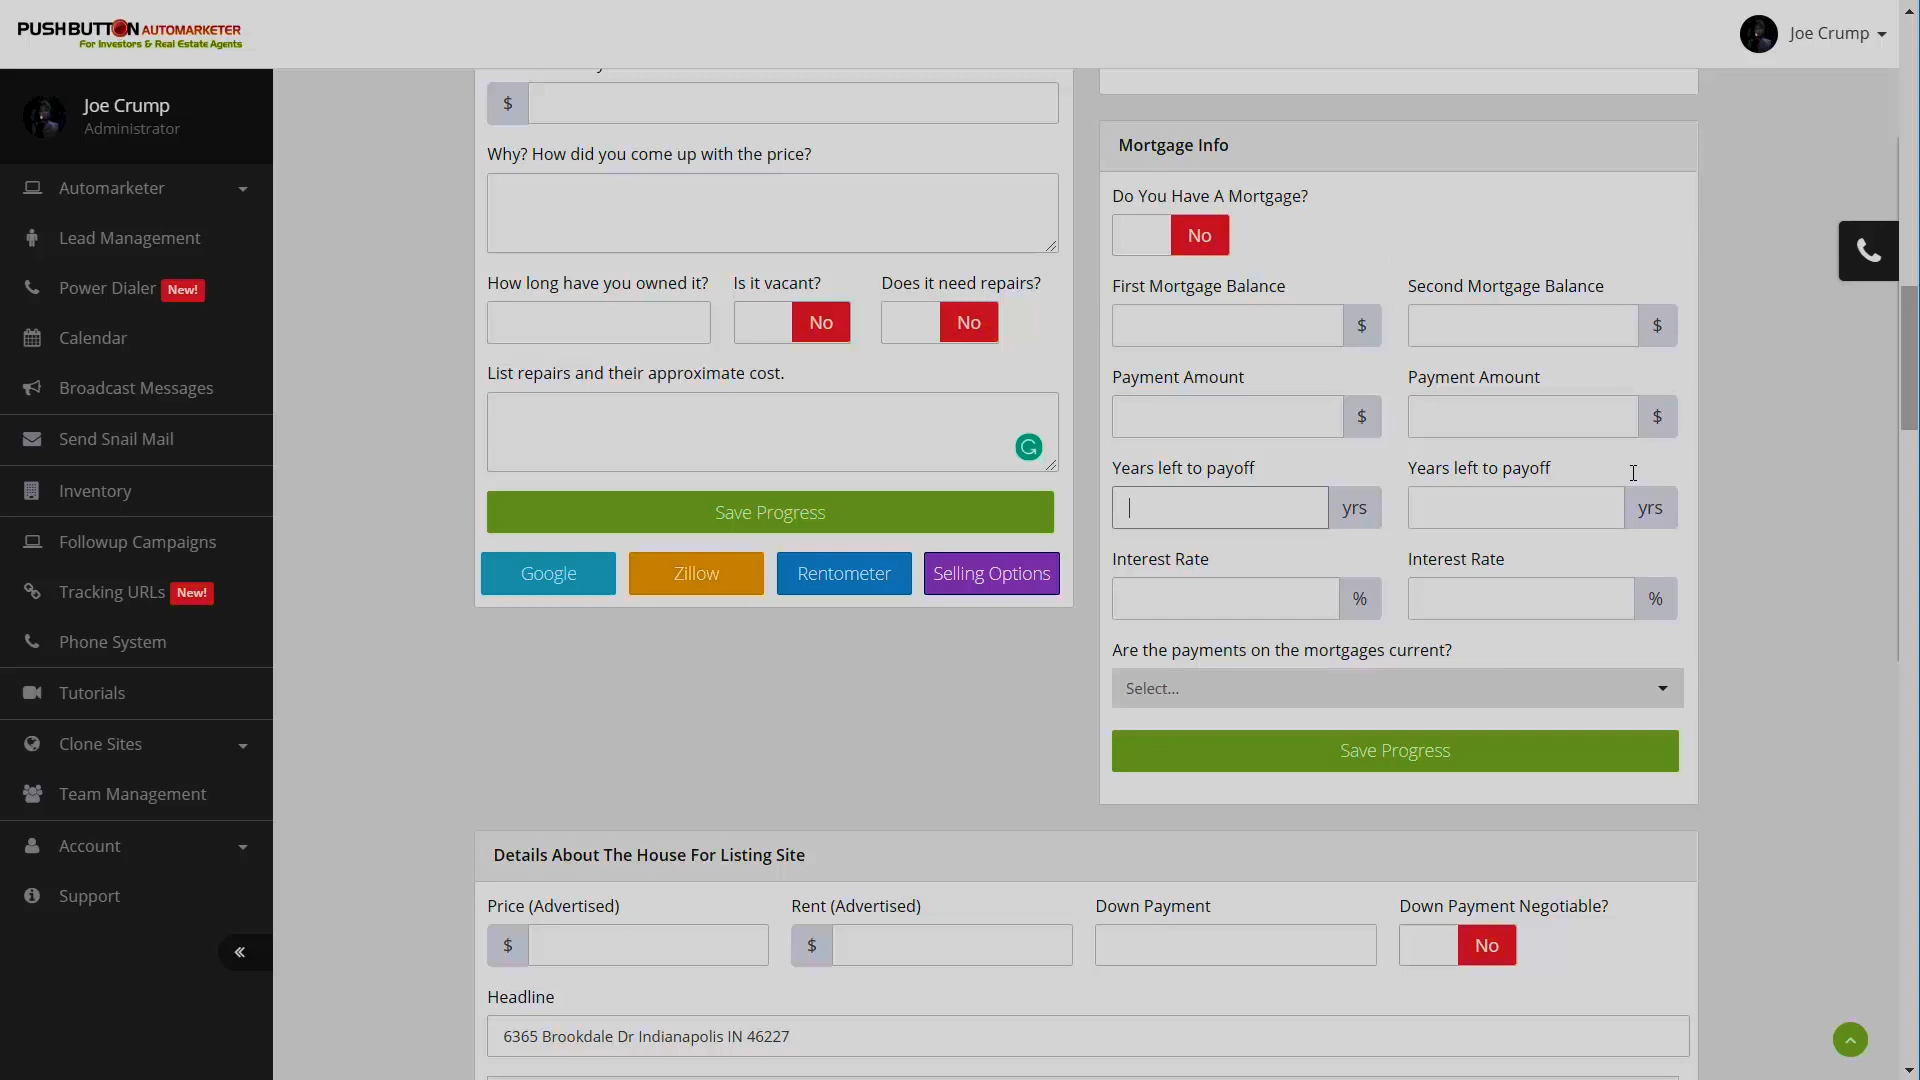 PUSHBUTTON AUTOMARKETER
For Investors & Real Estate Agents
Joe Crump
Joe Crump
Administrator
Automarketer
Lead Management
Power Dialer New!
Calendar
Broadcast Messages
Send Snail Mail
Inventory
Followup Campaigns
Tracking URLs New!
Phone System
Tutorials
Clone Sites
Team Management
Account
Support
$
Why? How did you come up with the price?
How long have you owned it? Is it vacant? Does it need repairs?
No No
List repairs and their approximate cost.
Save Progress
Google Zillow Rentometer Selling Options
Mortgage Info
Do You Have A Mortgage?
No
First Mortgage Balance Second Mortgage Balance
$ $
Payment Amount Payment Amount
$ $
Years left to payoff Years left to payoff
yrs yrs
Interest Rate Interest Rate
% %
Are the payments on the mortgages current?
Select...
Save Progress
Details About The House For Listing Site
Price (Advertised) Rent (Advertised) Down Payment Down Payment Negotiable?
$ $ No
Headline
6365 Brookdale Dr Indianapolis IN 46227